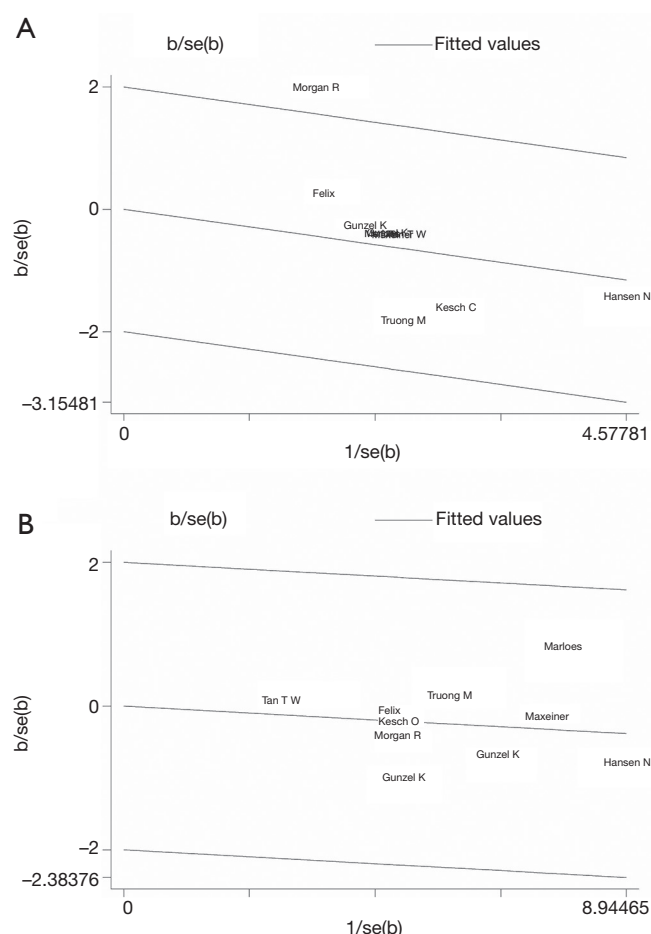 A
b/se(b) Fitted values
2
Morgan R
Felix
0
Gunzel K
Maxeiner T W
b/se(b)
Hansen N
Kesch C
Truong M
−2
−3.15481
0 4.57781
1/se(b)
B
b/se(b) Fitted values
2
Marloes
Tan T W
Truong M
0
Felix
Maxeiner
Kesch O
Morgan R
b/se(b)
Gunzel K
Hansen N
Gunzel K
−2
−2.38376
0 8.94465
1/se(b)